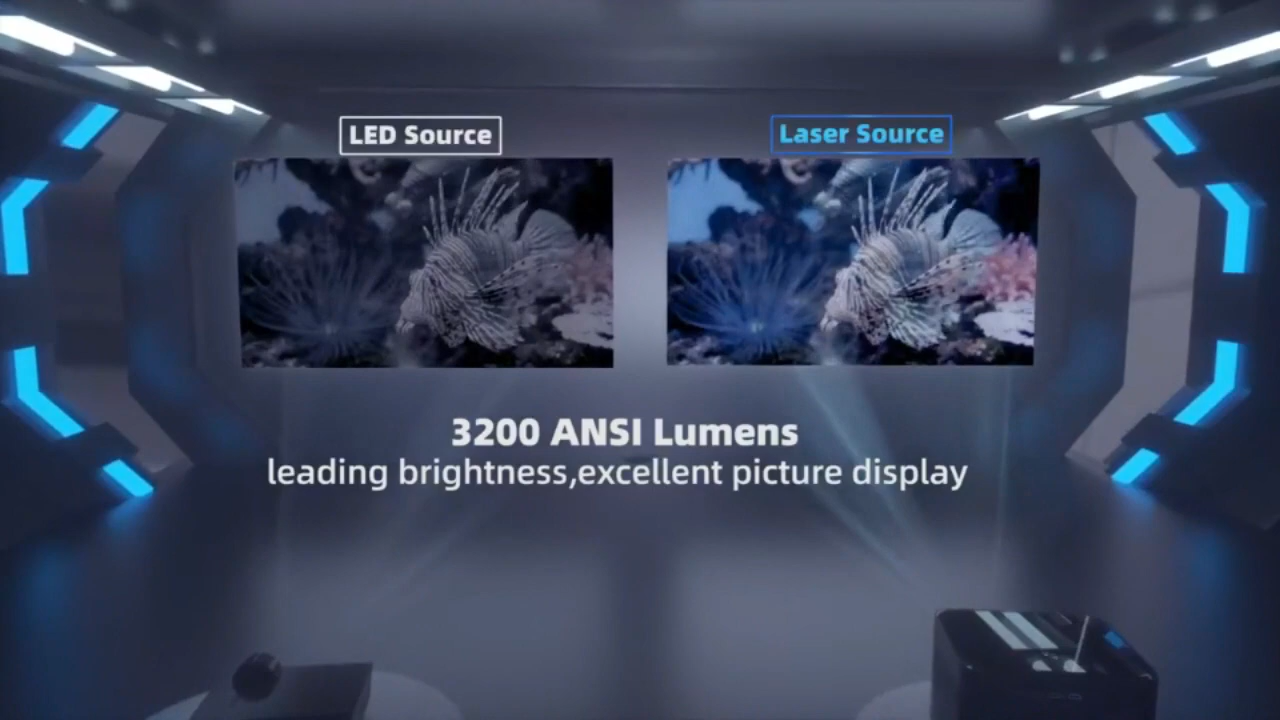 LED Source
Laser Source
3200 ANSI Lumens
leading brightness,excellent picture display